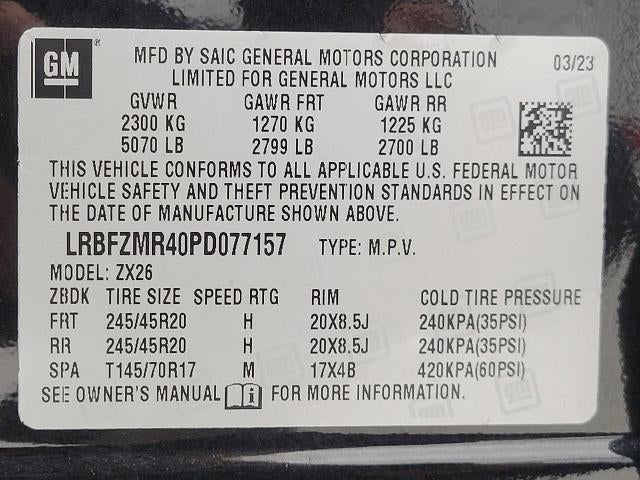 GM ®
MFD BY SAIC GENERAL MOTORS CORPORATION 03/23
LIMITED FOR GENERAL MOTORS LLC
GVWR GAWR FRT GAWR RR
2300 KG 1270 KG 1225 KG
5070 LB 2799 LB 2700 LB
THIS VEHICLE CONFORMS TO ALL APPLICABLE U.S. FEDERAL MOTOR
VEHICLE SAFETY AND THEFT PREVENTION STANDARDS IN EFFECT ON
THE DATE OF MANUFACTURE SHOWN ABOVE.
LRBFZMR40PD077157 TYPE: M.P.V.
MODEL: ZX26
ZBDK TIRE SIZE SPEED RTG RIM COLD TIRE PRESSURE
FRT 245/45R20 H 20X8.5J 240KPA(35PSI)
RR 245/45R20 H 20X8.5J 240KPA(35PSI)
SPA T145/70R17 M 17X4B 420KPA(60PSI)
SEE OWNER'S MANUAL i FOR MORE INFORMATION.